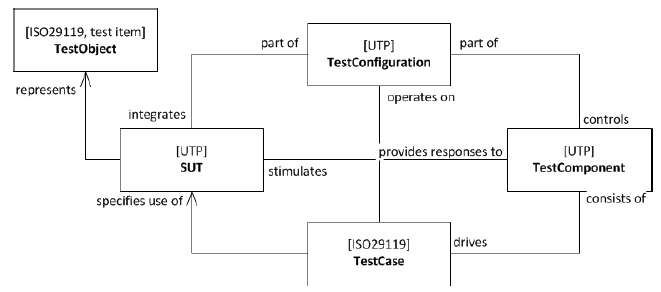 [ISO29119, test item]
TestObject
part of
[UTP]
TestConfiguration
part of
represents
operates on
integrates
controls
[UTP]
SUT
stimulates
provides responses to
[UTP]
TestComponent
specifies use of
consists of
[ISO29119]
TestCase
drives